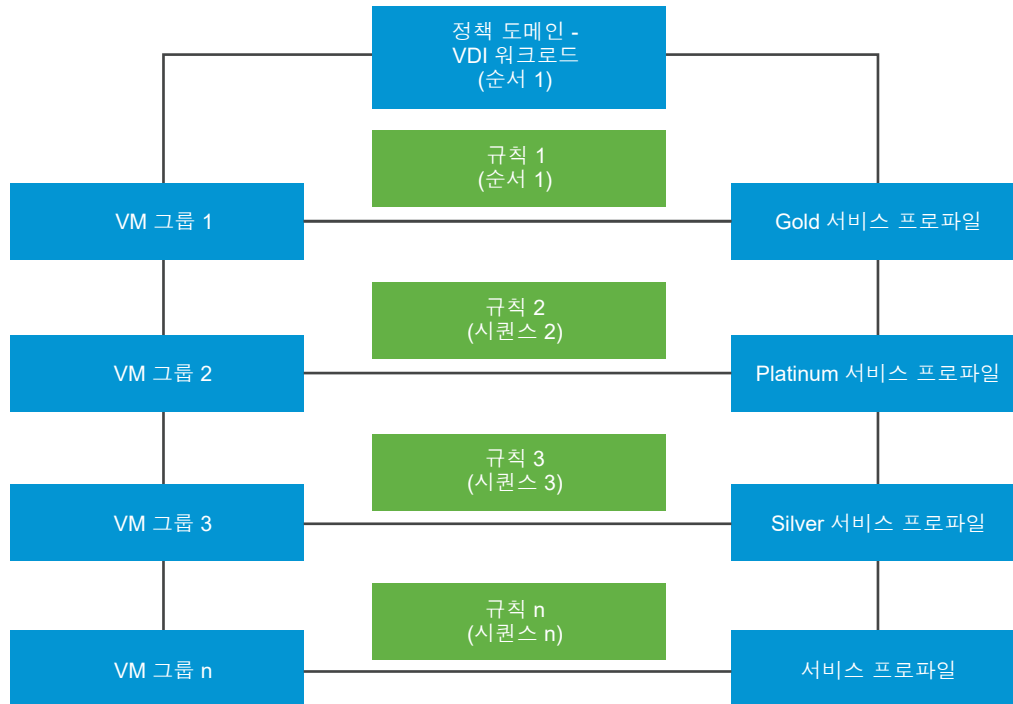 정책 도메인 -
VDI 워크로드
(순서 1)
규칙 1
(순서 1)
VM 그룹 1
Gold 서비스 프로파일
규칙 2
(시퀀스 2)
VM 그룹 2
Platinum 서비스 프로파일
규칙 3
(시퀀스 3)
VM 그룹 3
Silver 서비스 프로파일
규칙 n
(시퀀스 n)
VM 그룹 n
서비스 프로파일